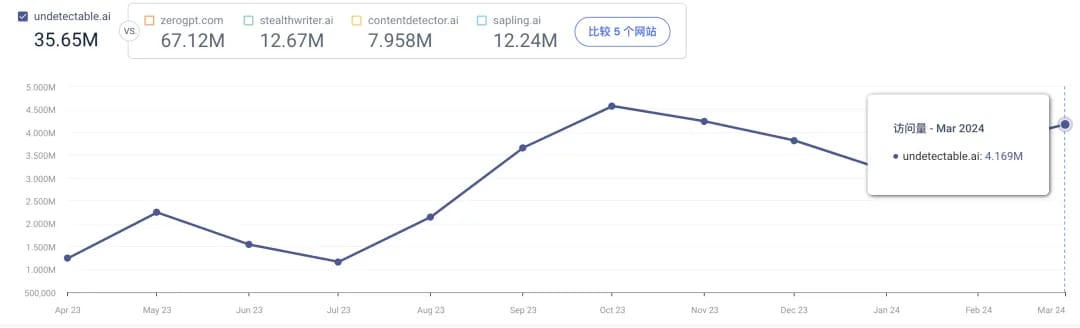 undetectable.ai
35.65M
VS.
zerogpt.com
67.12M
stealthwriter.ai
12.67M
contentdetector.ai
7.958M
sapling.ai
12.24M
比较 5 个网站
5.000M
4.500M
4.000M
3.500M
3.000M
2.500M
2.000M
1.500M
1.000M
500,000
访问量 - Mar 2024
undetectable.ai: 4.169M
Apr 23 May 23 Jun 23 Jul 23 Aug 23 Sep 23 Oct 23 Nov 23 Dec 23 Jan 24 Feb 24 Mar 24